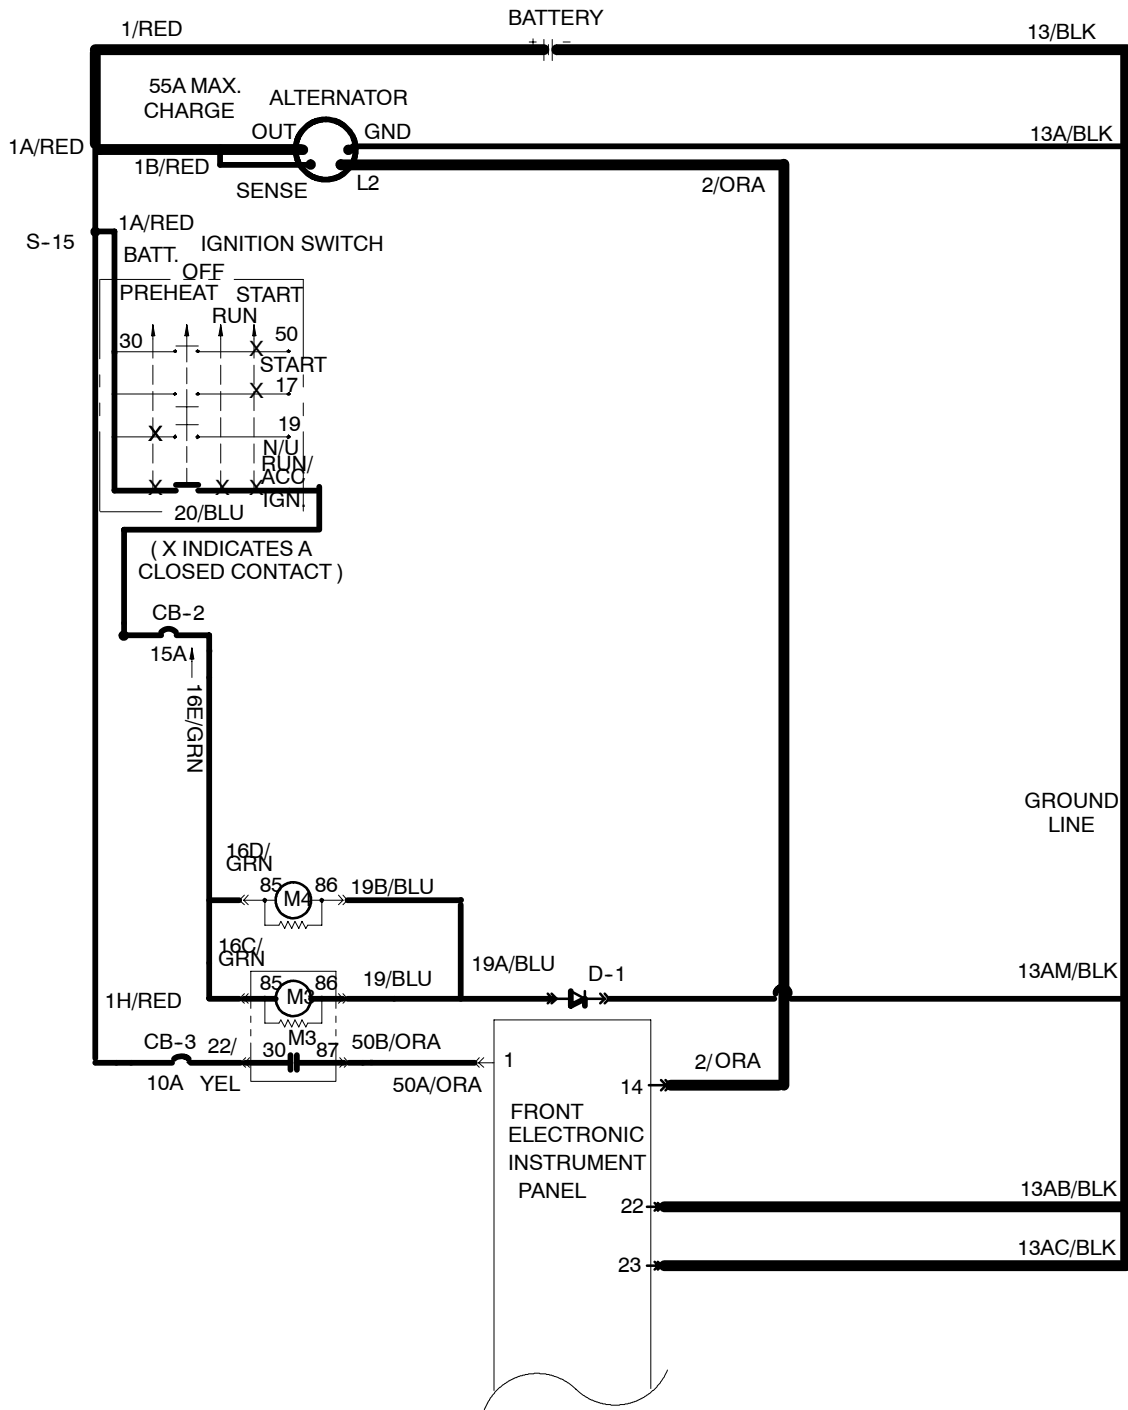 BATTERY
1/RED
+ −
13/BLK
55A MAX.
CHARGE
ALTERNATOR
OUT
GND
13A/BLK
1A/RED
1B/RED
SENSE
L2
2/ORA
1A/RED
S-15
BATT.
IGNITION SWITCH
OFF
PREHEAT
START
RUN
30
50
X
START
17
X
19
X
N/U
RUN/
ACC
IGN.
X X X
20/BLU
( X INDICATES A
CLOSED CONTACT )
CB-2
15A
16E/GRN
GROUND
LINE
16D/
GRN
85
M4
86
19B/BLU
16C/
GRN
85
M3
86
19/BLU
19A/BLU
D-1
13AM/BLK
1H/RED
M3
CB-3
22/
30
87
50B/ORA
1
2/ORA
10A
YEL
50A/ORA
14
FRONT
ELECTRONIC
INSTRUMENT
PANEL
13AB/BLK
22
13AC/BLK
23